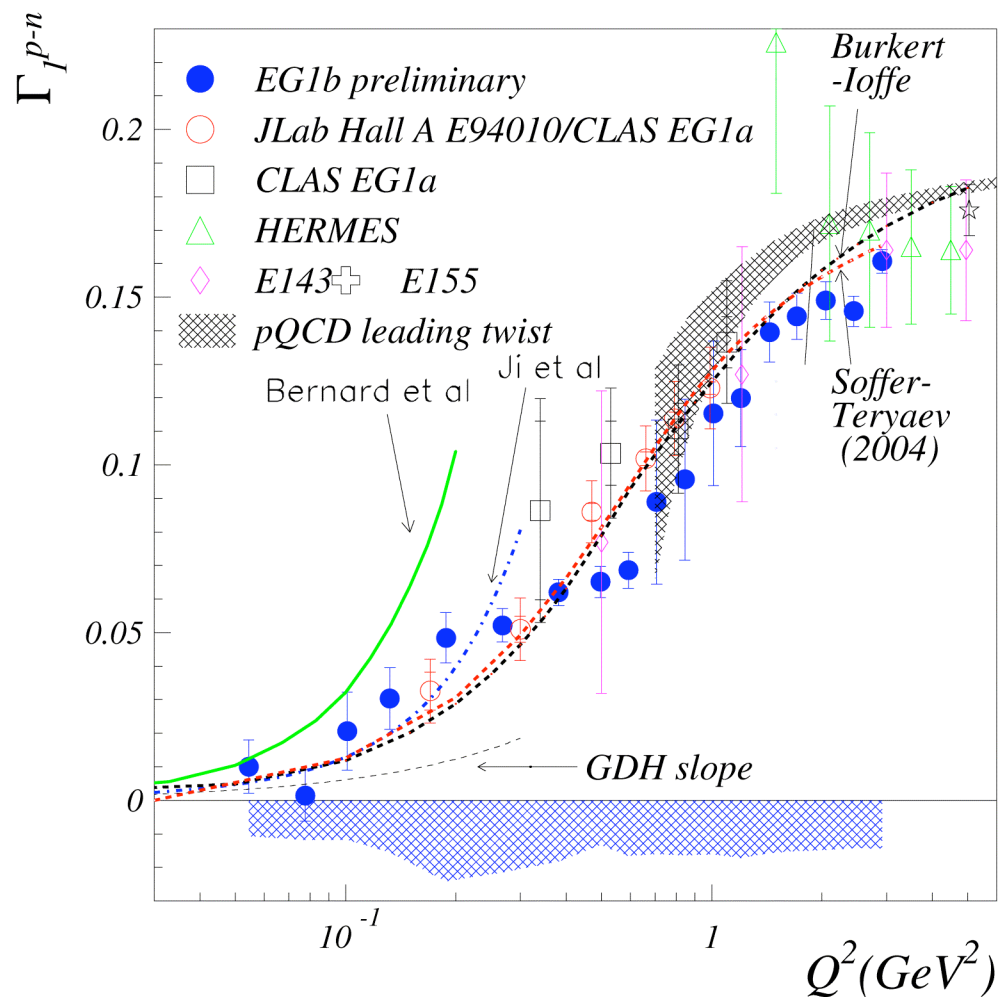 Γ1^p-n
EG1b preliminary
JLab Hall A E94010/CLAS EG1a
CLAS EG1a
HERMES
E143 E155
pQCD leading twist
Burkert
-Ioffe
Bernard et al
Ji et al
Soffer-
Teryaev
(2004)
GDH slope
0.2
0.15
0.1
0.05
0
10^-1
1
Q²(GeV²)